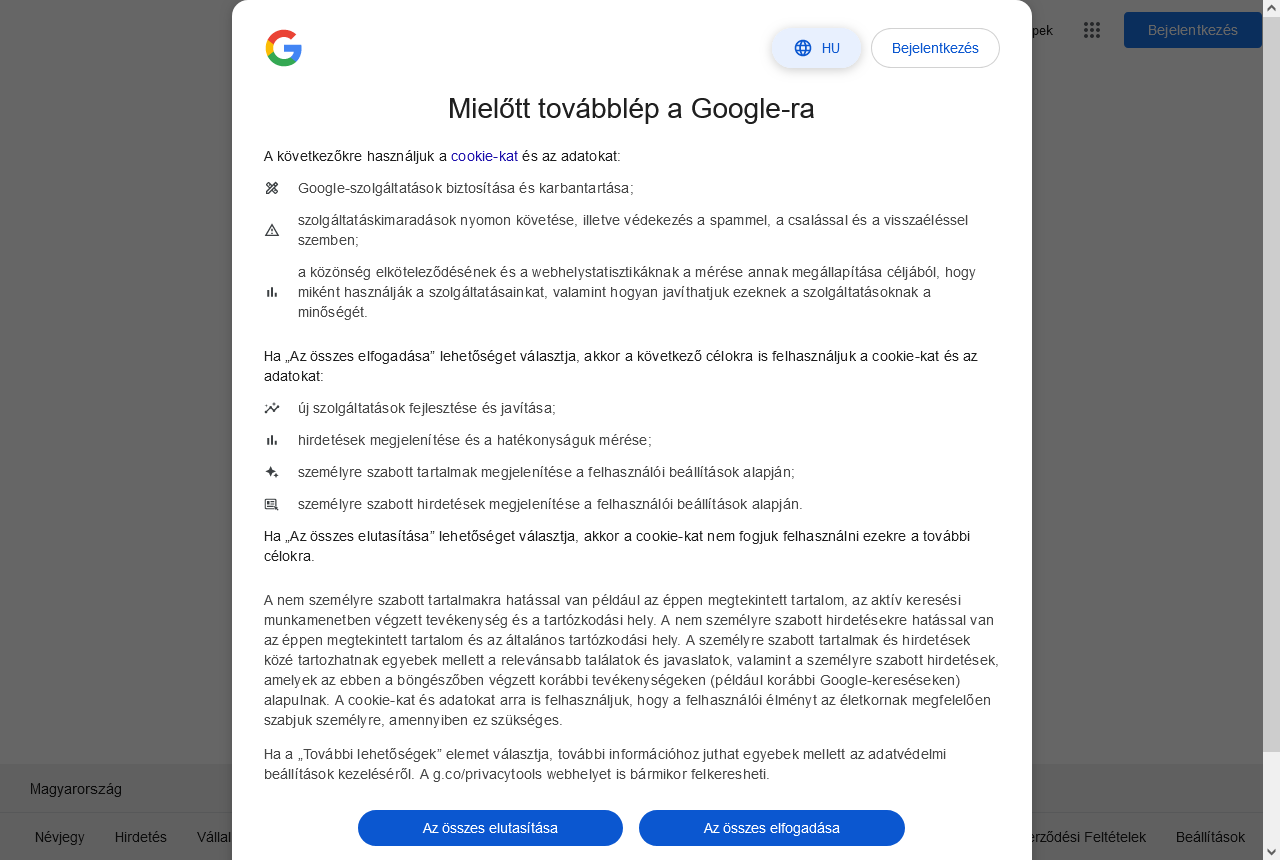 pek
Bejelentkezés
HU
Bejelentkezés
Mielőtt továbblép a Google-ra
A következőkre használjuk a cookie-kat és az adatokat:
Google-szolgáltatások biztosítása és karbantartása;
szolgáltatáskimaradások nyomon követése, illetve védekezés a spammel, a csalással és a visszaéléssel
szemben;
a közönség elköteleződésének és a webhelystatisztikáknak a mérése annak megállapítása céljából, hogy
miként használják a szolgáltatásainkat, valamint hogyan javíthatjuk ezeknek a szolgáltatásoknak a
minőségét.
Ha „Az összes elfogadása” lehetőséget választja, akkor a következő célokra is felhasználjuk a cookie-kat és az
adatokat:
új szolgáltatások fejlesztése és javítása;
hirdetések megjelenítése és a hatékonyságuk mérése;
személyre szabott tartalmak megjelenítése a felhasználói beállítások alapján;
személyre szabott hirdetések megjelenítése a felhasználói beállítások alapján.
Ha „Az összes elutasítása” lehetőséget választja, akkor a cookie-kat nem fogjuk felhasználni ezekre a további
célokra.
A nem személyre szabott tartalmakra hatással van például az éppen megtekintett tartalom, az aktív keresési
munkamenetben végzett tevékenység és a tartózkodási hely. A nem személyre szabott hirdetésekre hatással van
az éppen megtekintett tartalom és az általános tartózkodási hely. A személyre szabott tartalmak és hirdetések
közé tartozhatnak egyebek mellett a relevánsabb találatok és javaslatok, valamint a személyre szabott hirdetések,
amelyek az ebben a böngészőben végzett korábbi tevékenységeken (például korábbi Google-kereséseken)
alapulnak. A cookie-kat és adatokat arra is felhasználjuk, hogy a felhasználói élményt az életkornak megfelelően
szabjuk személyre, amennyiben ez szükséges.
Ha a „További lehetőségek” elemet választja, további információhoz juthat egyebek mellett az adatvédelmi
beállítások kezeléséről. A g.co/privacytools webhelyet is bármikor felkeresheti.
Magyarország
Az összes elutasítása Az összes elfogadása
Névjegy Hirdetés Vállal erződési Feltételek Beállítások